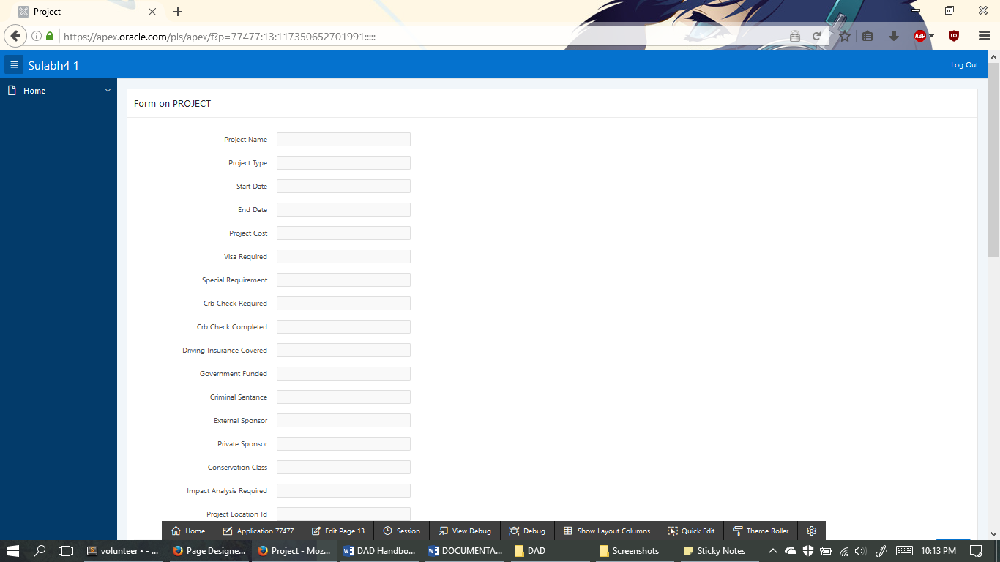 Project
https://apex.oracle.com/pls/apex/f?p=77477:13:117350652701991:::::
ABP
Sulabh4 1
Log Out
Home
Form on PROJECT
Project Name
Project Type
Start Date
End Date
Project Cost
Visa Required
Special Requirement
Crb Check Required
Crb Check Completed
Driving Insurance Covered
Government Funded
Criminal Sentance
External Sponsor
Private Sponsor
Conservation Class
Impact Analysis Required
Project Location Id
Home Application 77477 Edit Page 13 Session View Debug Debug Show Layout Columns Quick Edit Theme Roller
volunteer • - ... Page Designe... Project - Moz... DAD Handbo... DOCUMENTA... DAD Screenshots Sticky Notes 10:13 PM